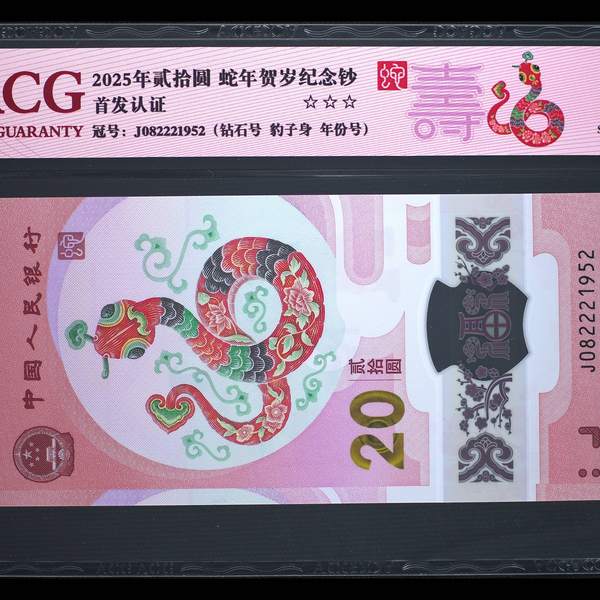 CG
2025年贰拾圆 蛇年贺岁纪念钞
首发认证
☆☆☆
GUARANTY
冠号：J082221952（钻石号 豹子身 年份号）
壽
中国人民银行
贰拾圆
20
J082221952